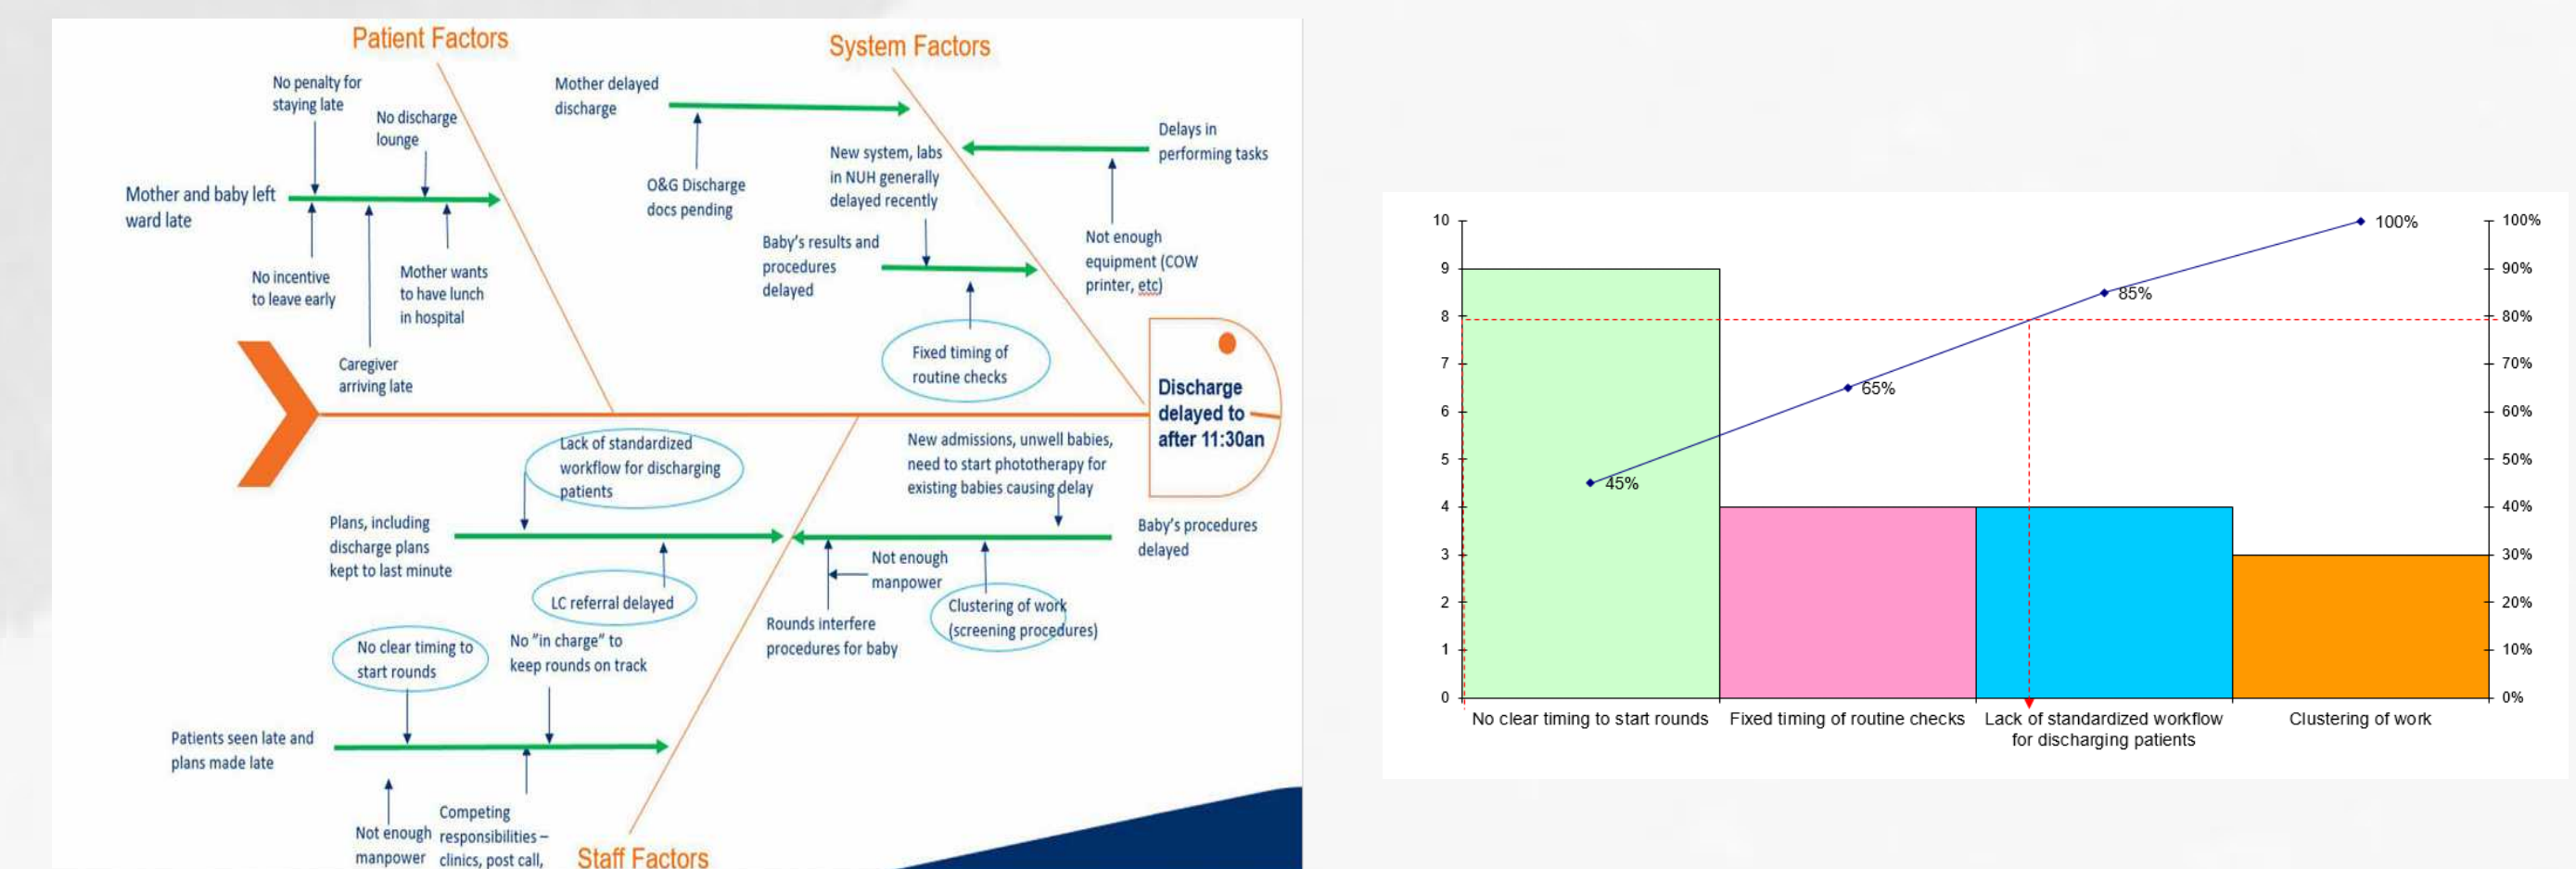 Patient Factors
System Factors
No penalty for
staying late
No discharge
lounge
Mother and baby left
ward late
No incentive
to leave early
Mother wants
to have lunch
in hospital
Caregiver
arriving late
Mother delayed
discharge
O&G Discharge
docs pending
New system, labs
in NUH generally
delayed recently
Baby's results and
procedures
delayed
Delays in
performing tasks
Not enough
equipment (COW
printer, etc)
Fixed timing of
routine checks
Discharge
delayed to
after 11:30an
Lack of standardized
workflow for discharging
patients
New admissions, unwell babies,
need to start phototherapy for
existing babies causing delay
Plans, including
discharge plans
kept to last minute
LC referral delayed
Baby's procedures
delayed
Not enough
manpower
Clustering of work
(screening procedures)
Rounds interfere
procedures for baby
No clear timing to
start rounds
No "in charge" to
keep rounds on track
Patients seen late and
plans made late
Not enough
manpower
Competing
responsibilities –
clinics, post call,
Staff Factors
10
9
8
7
6
5
4
3
2
1
0
45%
65%
85%
100%
100%
90%
80%
70%
60%
50%
40%
30%
20%
10%
0%
No clear timing to start rounds
Fixed timing of routine checks
Lack of standardized workflow
for discharging patients
Clustering of work